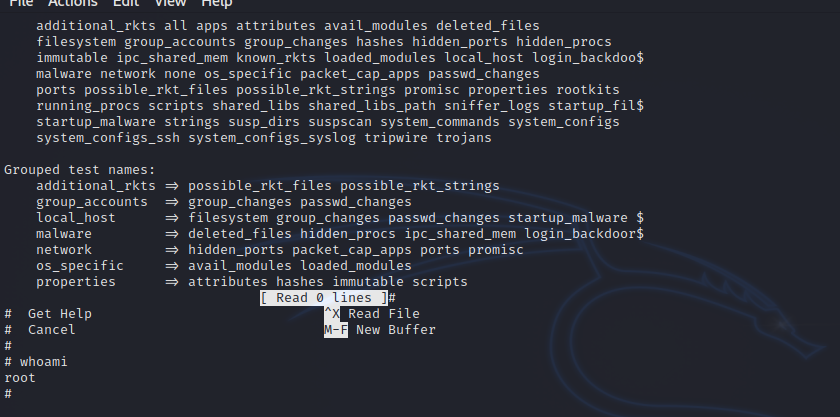 File Actions Edit View Help
additional_rkts all apps attributes avail_modules deleted_files
filesystem group_accounts group_changes hashes hidden_ports hidden_procs
immutable ipc_shared_mem known_rkts loaded_modules local_host login_backdoo$
malware network none os_specific packet_cap_apps passwd_changes
ports possible_rkt_files possible_rkt_strings promisc properties rootkits
running_procs scripts shared_libs shared_libs_path sniffer_logs startup_fil$
startup_malware strings susp_dirs suspscan system_commands system_configs
system_configs_ssh system_configs_syslog tripwire trojans
Grouped test names:
additional_rkts => possible_rkt_files possible_rkt_strings
group_accounts => group_changes passwd_changes
local_host => filesystem group_changes passwd_changes startup_malware $
malware => deleted_files hidden_procs ipc_shared_mem login_backdoor$
network => hidden_ports packet_cap_apps ports promisc
os_specific => avail_modules loaded_modules
properties => attributes hashes immutable scripts
[ Read 0 lines ]#
# Get Help ^X Read File
# Cancel M-F New Buffer
#
# whoami
root
#